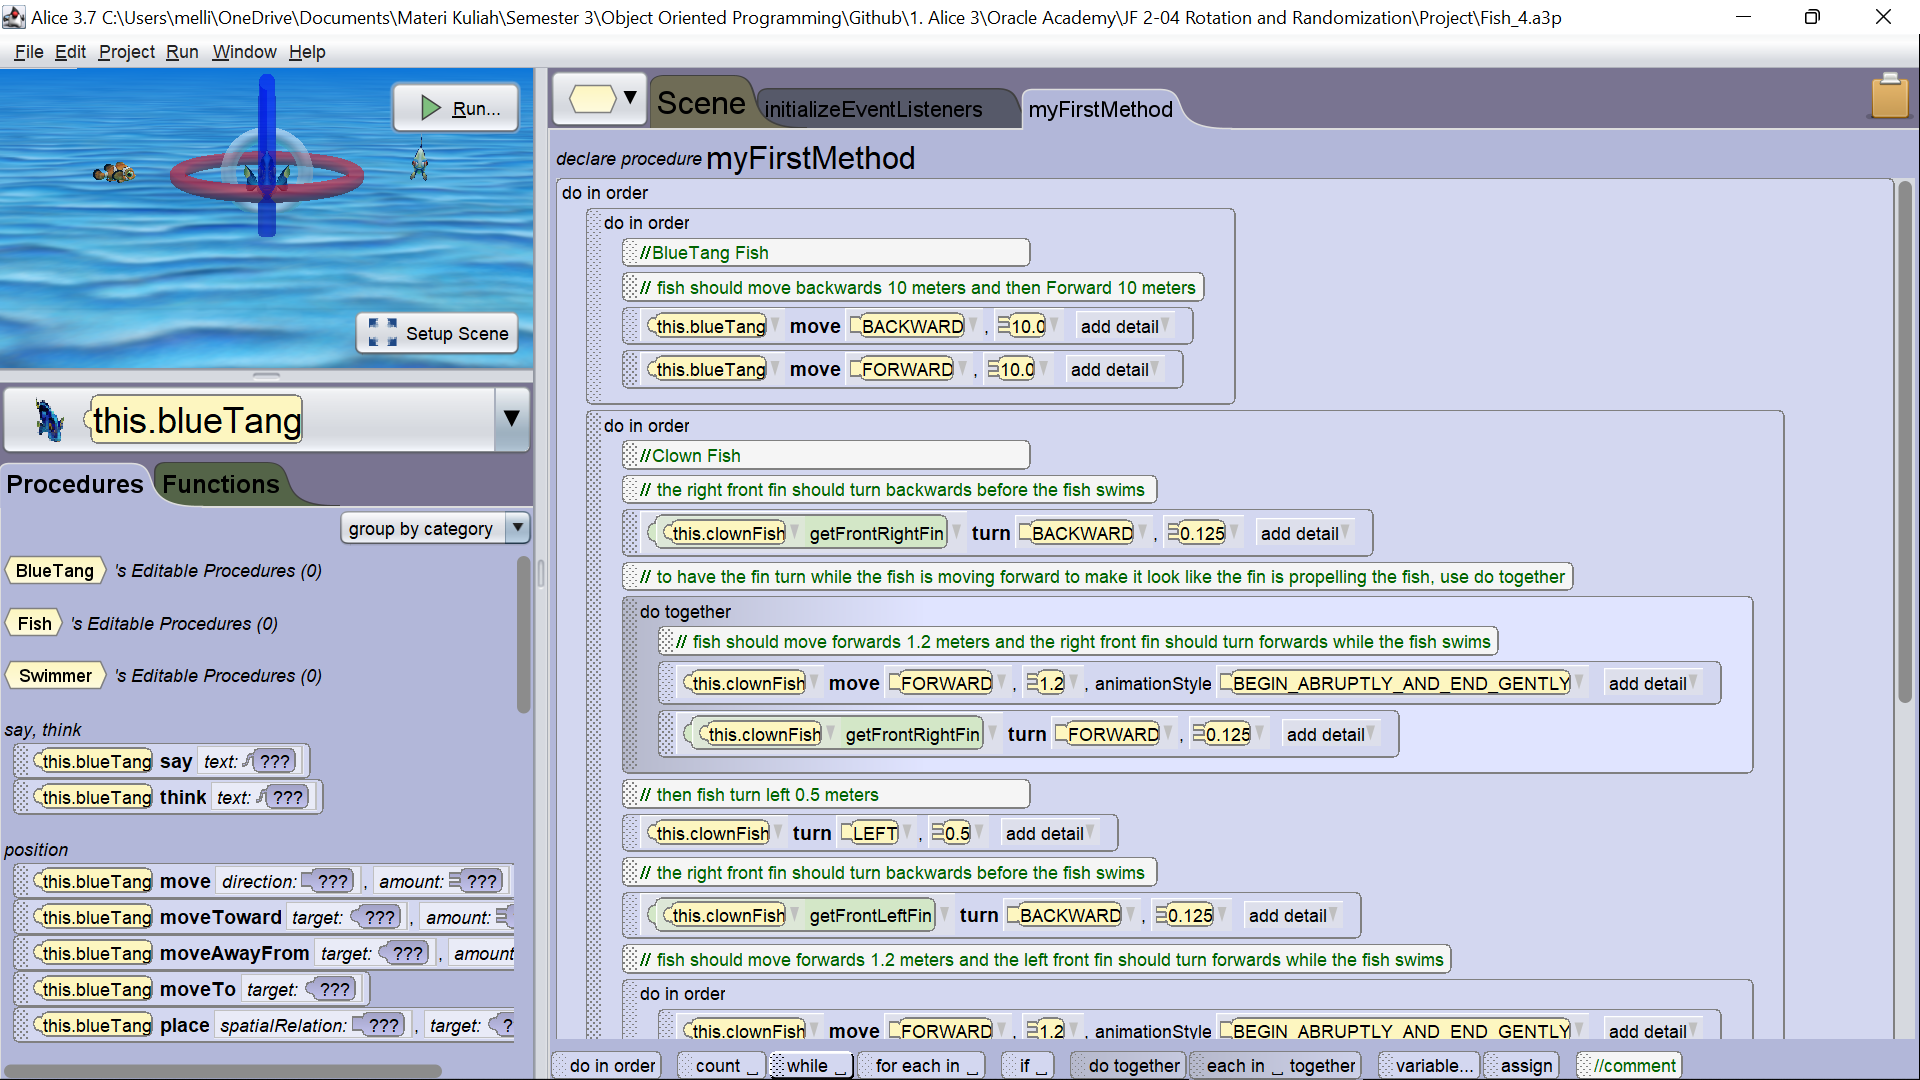 Alice 3.7 C:\Users\melli\OneDrive\Documents\Materi Kuliah\Semester 3\Object Oriented Programming\Github\1. Alice 3\Oracle Academy\JF 2-04 Rotation and Randomization\Project\Fish_4.a3p
File Edit Project Run Window Help
Run...
Setup Scene
this.blueTang
Procedures Functions
group by category
BlueTang 's Editable Procedures (0)
Fish 's Editable Procedures (0)
Swimmer 's Editable Procedures (0)
say, think
this.blueTang say text: ???
this.blueTang think text: ???
position
this.blueTang move direction: ??? , amount: ???
this.blueTang moveToward target: ??? , amount:
this.blueTang moveAwayFrom target: ??? , amount
this.blueTang moveTo target: ???
this.blueTang place spatialRelation: ??? , target: ?
Scene initializeEventListeners myFirstMethod
declare procedure myFirstMethod
do in order
do in order
//BlueTang Fish
// fish should move backwards 10 meters and then Forward 10 meters
this.blueTang move BACKWARD , 10.0 add detail
this.blueTang move FORWARD , 10.0 add detail
do in order
//Clown Fish
// the right front fin should turn backwards before the fish swims
this.clownFish getFrontRightFin turn BACKWARD , 0.125 add detail
// to have the fin turn while the fish is moving forward to make it look like the fin is propelling the fish, use do together
do together
// fish should move forwards 1.2 meters and the right front fin should turn forwards while the fish swims
this.clownFish move FORWARD , 1.2 , animationStyle BEGIN_ABRUPTLY_AND_END_GENTLY add detail
this.clownFish getFrontRightFin turn FORWARD , 0.125 add detail
// then fish turn left 0.5 meters
this.clownFish turn LEFT , 0.5 add detail
// the right front fin should turn backwards before the fish swims
this.clownFish getFrontLeftFin turn BACKWARD , 0.125 add detail
// fish should move forwards 1.2 meters and the left front fin should turn forwards while the fish swims
do in order
this.clownFish move FORWARD , 1.2 , animationStyle BEGIN_ABRUPTLY_AND_END_GENTLY add detail
do in order count _ while _ for each in _ if _ do together each in _ together variable... assign //comment